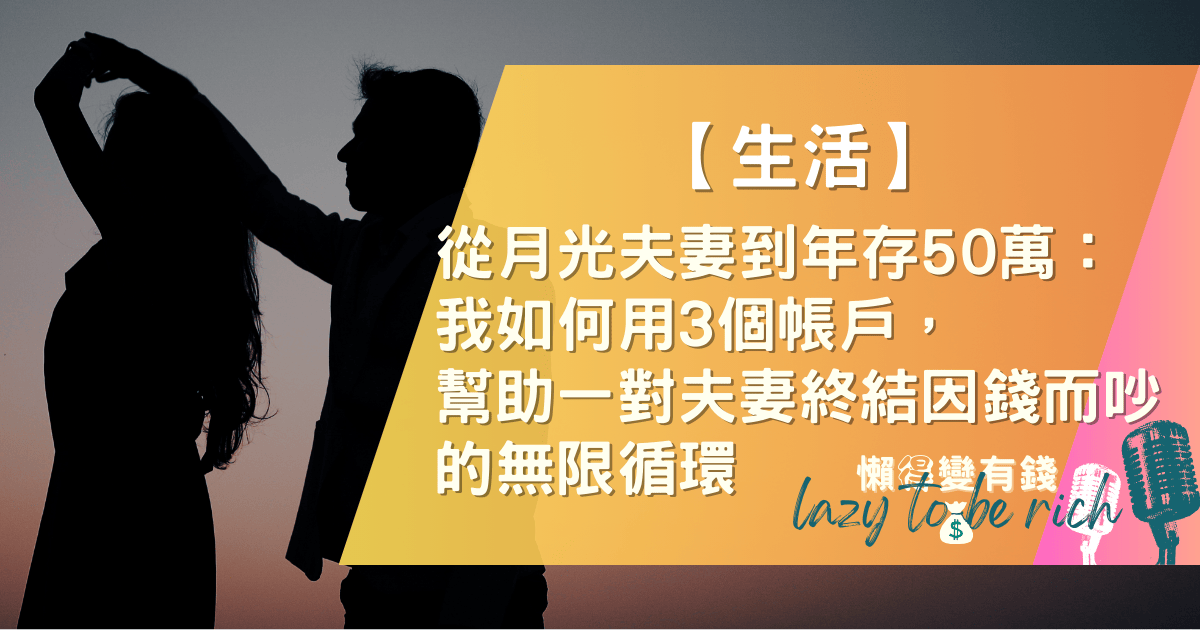 【生活】
從月光夫妻到年存50萬：
我如何用3個帳戶，
幫助一對夫妻終結因錢而吵
的無限循環
懶得變有錢
lazy to be rich
$